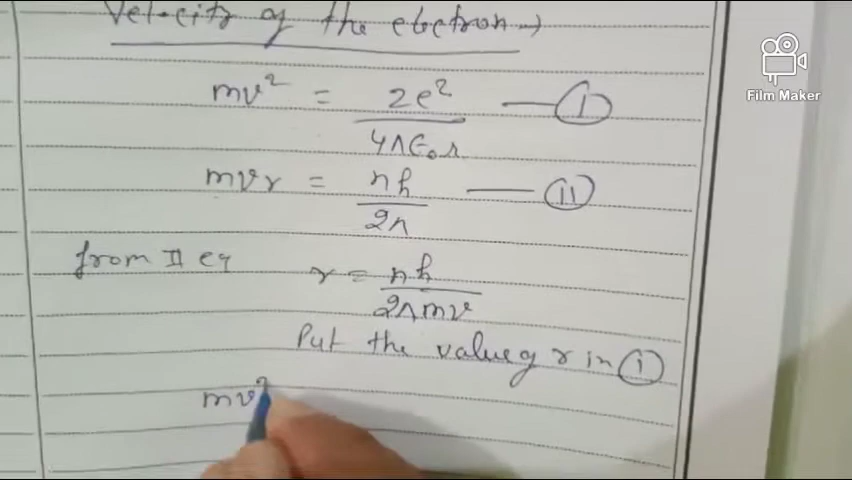 Velocity of the electron →
mv² = Ze² / 4πε₀r — (I)
Film Maker
mvr = nh / 2π — (II)
from II eq r = nh / 2πmv
Put the value of r in (I)
mv²